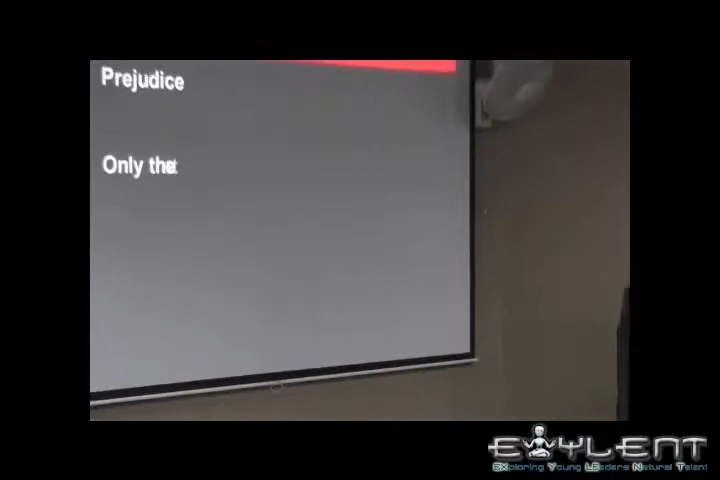 Prejudice
Only the
EXYLENT
EXploring Young LEaders Natural Talent